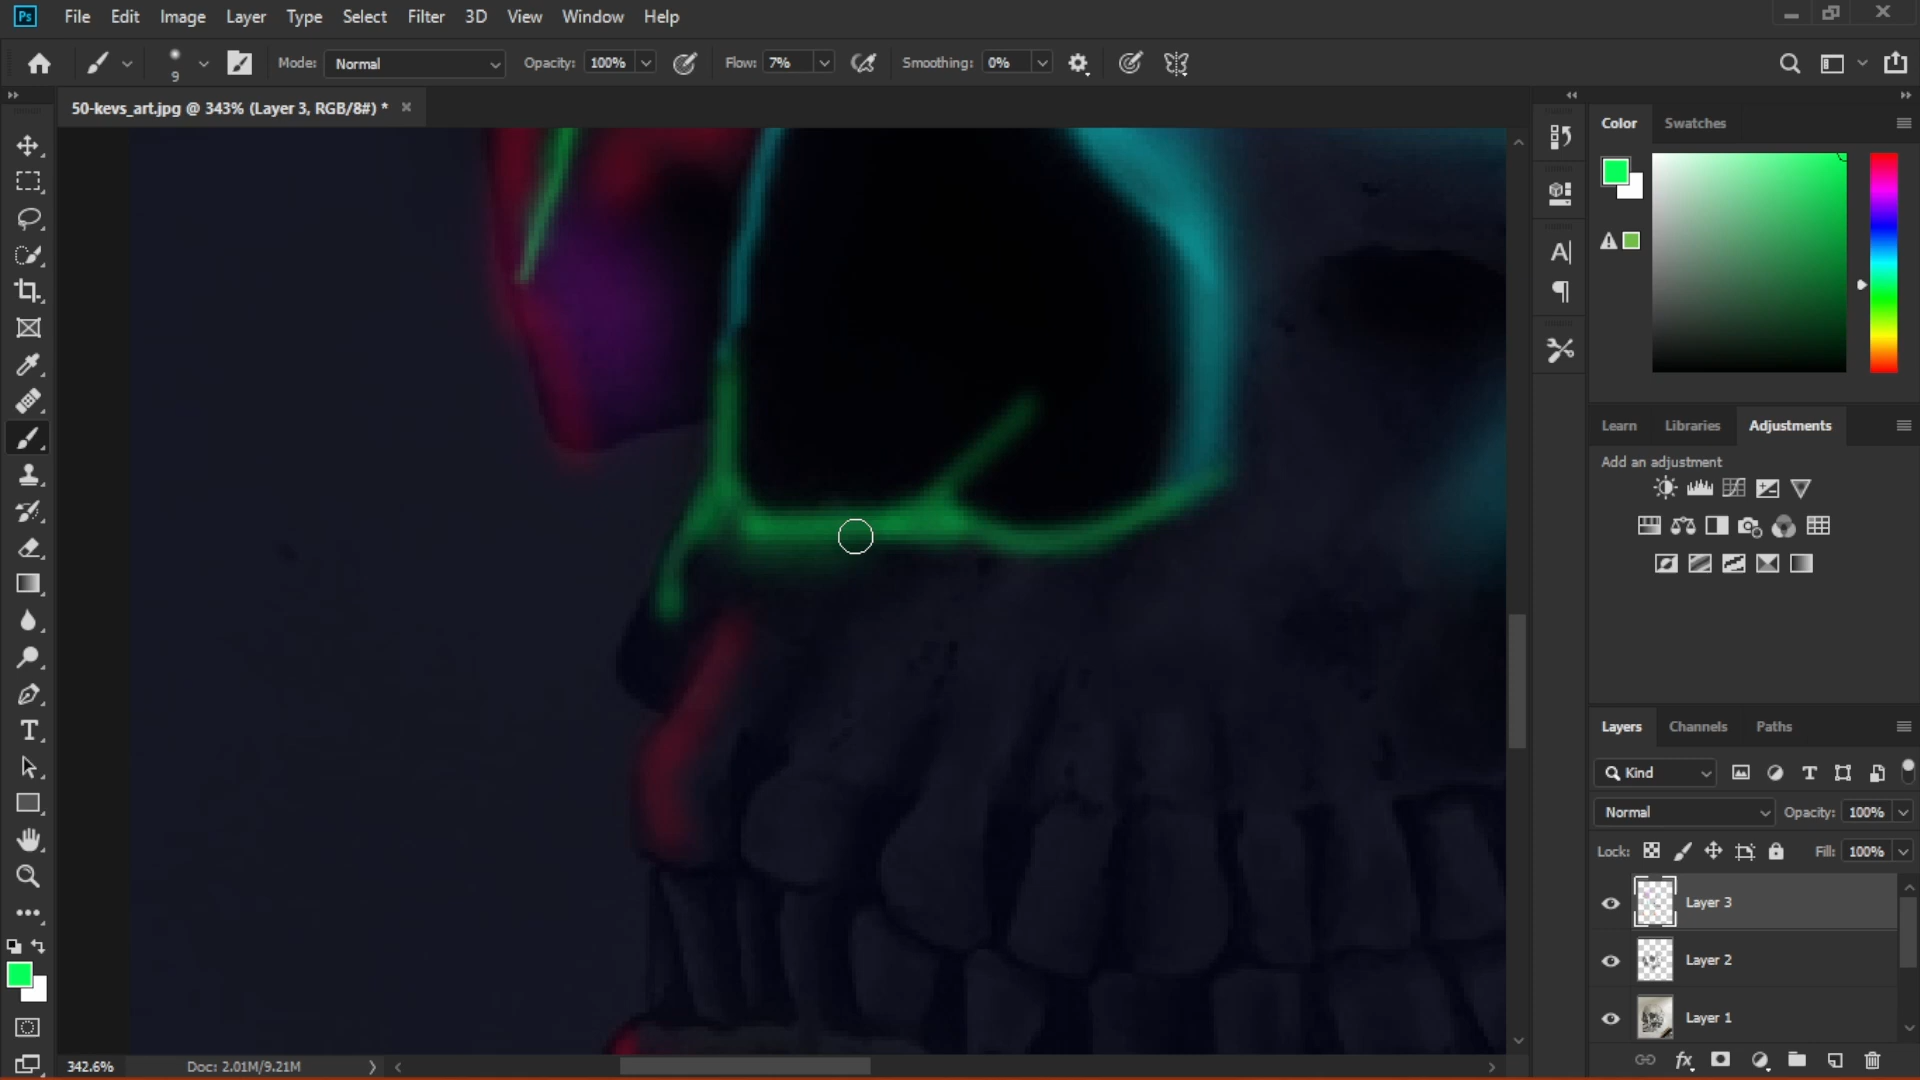 Ps File Edit Image Layer Type Select Filter 3D View Window Help
9 Mode: Normal Opacity: 100% Flow: 7% Smoothing: 0%
50-kevs_art.jpg @ 343% (Layer 3, RGB/8#) * ×
Color Swatches
Learn Libraries Adjustments
Add an adjustment
Layers Channels Paths
Kind
Normal Opacity: 100%
Lock: Fill: 100%
Layer 3
Layer 2
Layer 1
342.6% Doc: 2.01M/9.21M